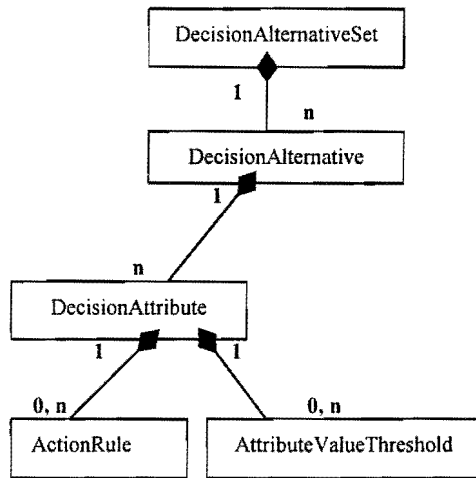 DecisionAlternativeSet
1
n
DecisionAlternative
1
n
DecisionAttribute
1
1
0, n
0, n
ActionRule
AttributeValueThreshold